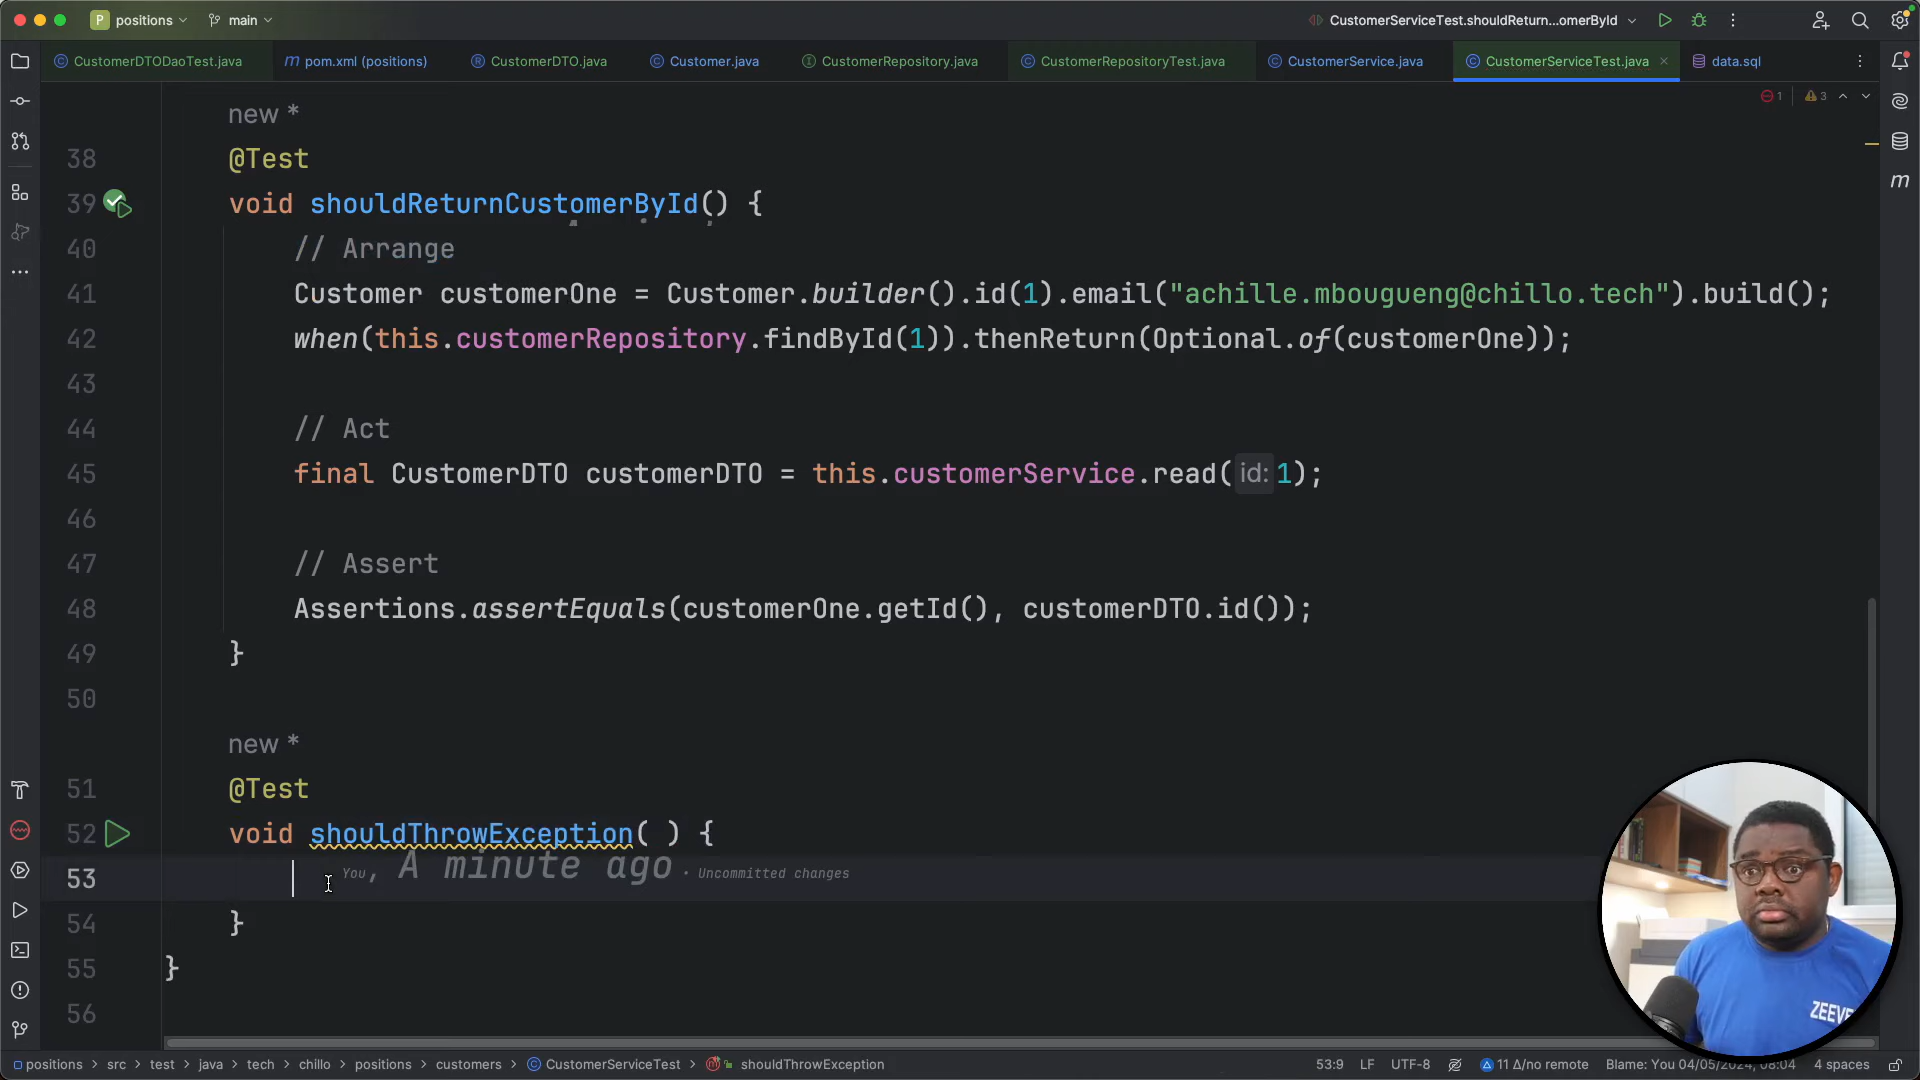 positions
main
CustomerServiceTest.shouldReturn...omerById
CustomerDTODaoTest.java
pom.xml (positions)
CustomerDTO.java
Customer.java
CustomerRepository.java
CustomerRepositoryTest.java
CustomerService.java
CustomerServiceTest.java
data.sql
1
3
new *
38 @Test
39 void shouldReturnCustomerById() {
40 // Arrange
41 Customer customerOne = Customer.builder().id(1).email("achille.mbougueng@chillo.tech").build();
42 when(this.customerRepository.findById(1)).thenReturn(Optional.of(customerOne));
43
44 // Act
45 final CustomerDTO customerDTO = this.customerService.read(id: 1);
46
47 // Assert
48 Assertions.assertEquals(customerOne.getId(), customerDTO.id());
49 }
50
new *
51 @Test
52 void shouldThrowException( ) {
53 You, A minute ago · Uncommitted changes
54 }
55 }
56
ZEEVE
positions > src > test > java > tech > chillo > positions > customers > CustomerServiceTest > shouldThrowException
53:9 LF UTF-8 11 Δ/no remote Blame: You 04/05/2024, 08:04 4 spaces